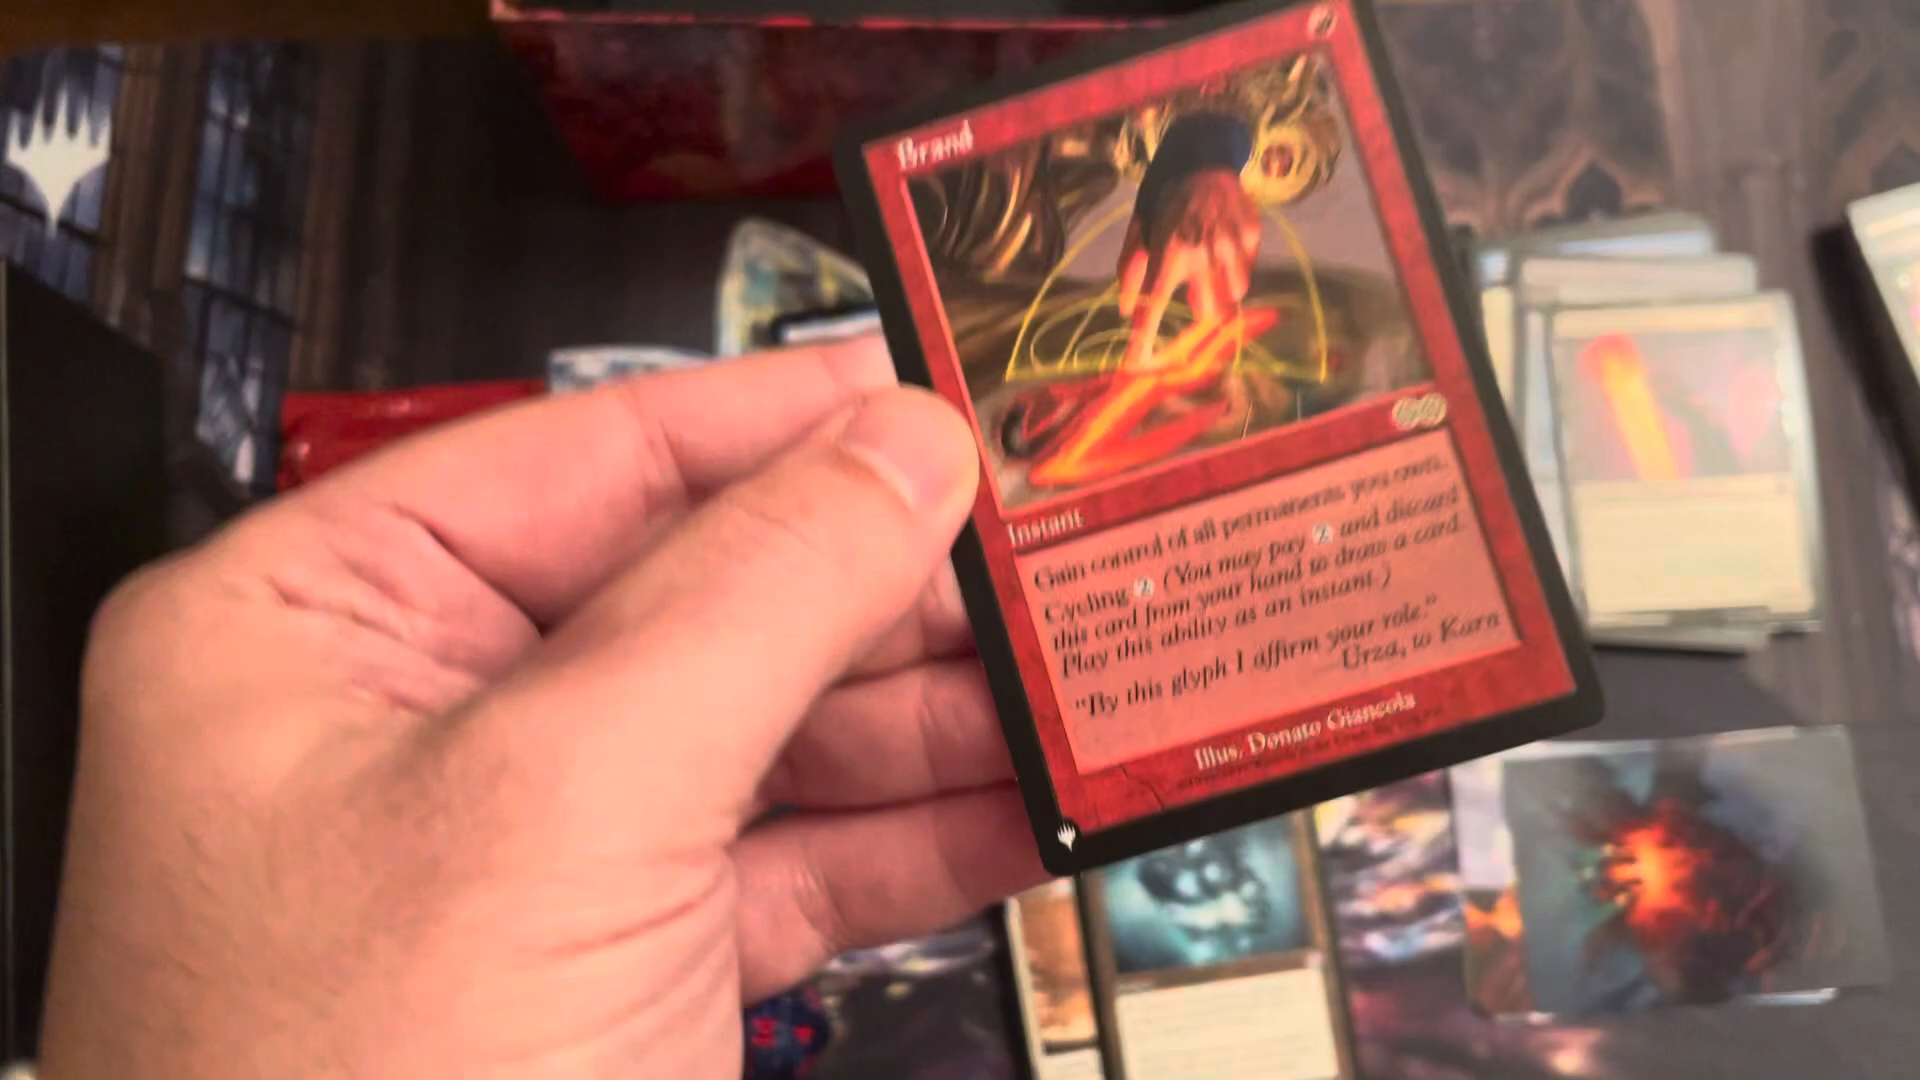 Brand
Instant
Gain control of all permanents you own.
Cycling 2 (You may pay 2 and discard
this card from your hand to draw a card.
Play this ability as an instant.)
"By this glyph I affirm your role."
—Urza, to Karn
Illus. Donato Giancola